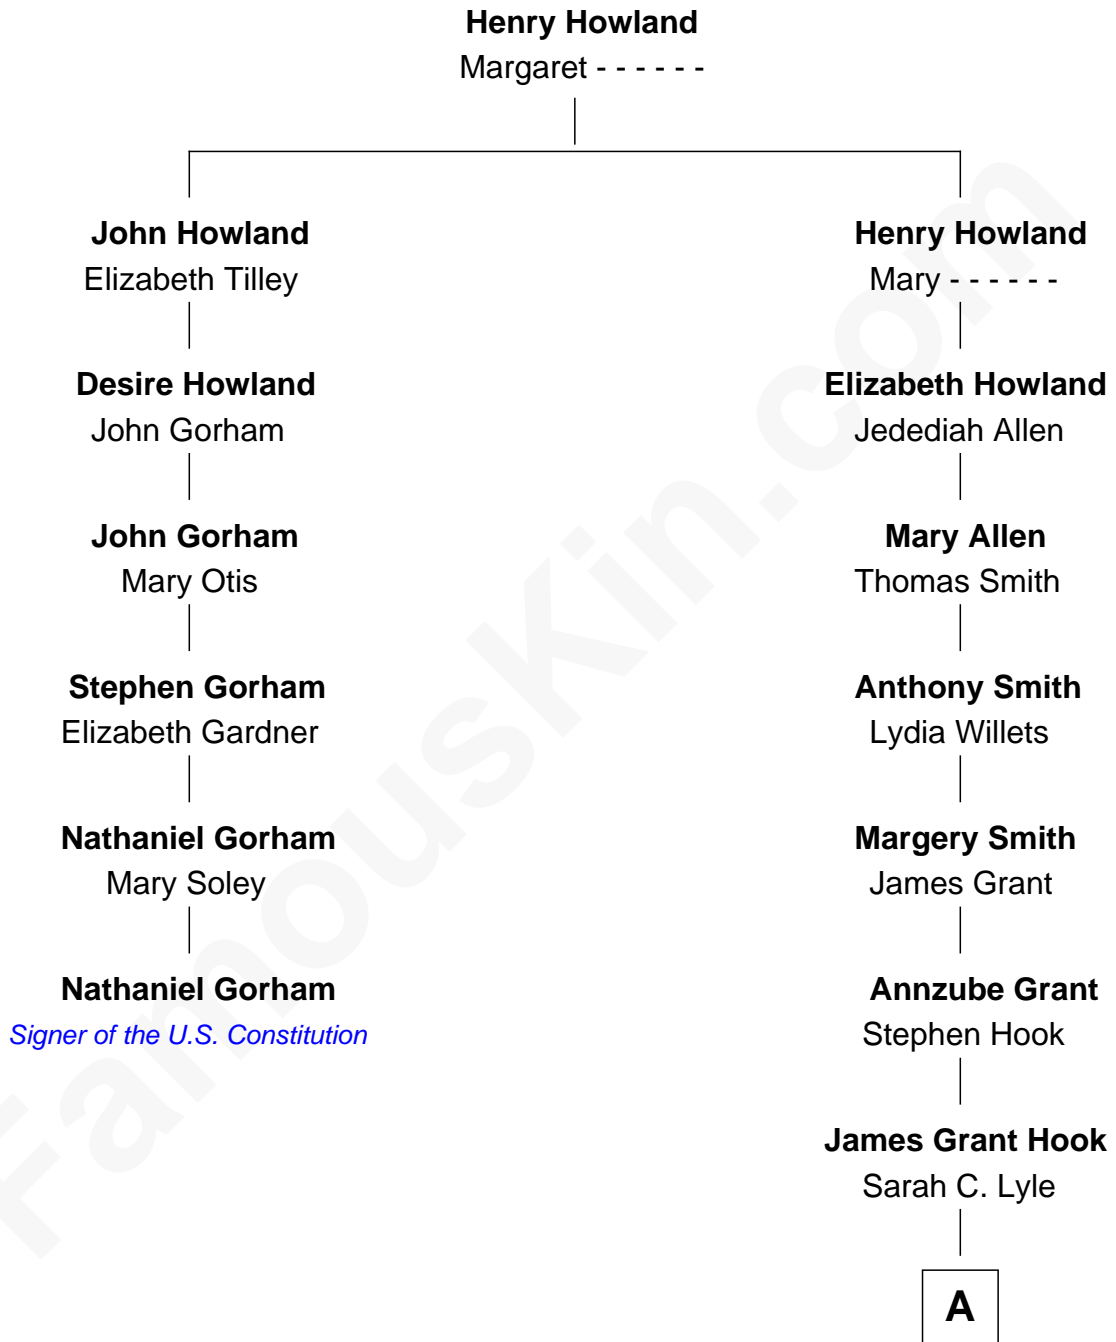 Henry Howland
Margaret - - - - - -
John Howland
Elizabeth Tilley
Henry Howland
Mary - - - - - -
Desire Howland
John Gorham
Elizabeth Howland
Jedediah Allen
John Gorham
Mary Otis
Mary Allen
Thomas Smith
Stephen Gorham
Elizabeth Gardner
Anthony Smith
Lydia Willets
Nathaniel Gorham
Mary Soley
Margery Smith
James Grant
Nathaniel Gorham
Signer of the U.S. Constitution
Annzube Grant
Stephen Hook
James Grant Hook
Sarah C. Lyle
A
FamousKin.com